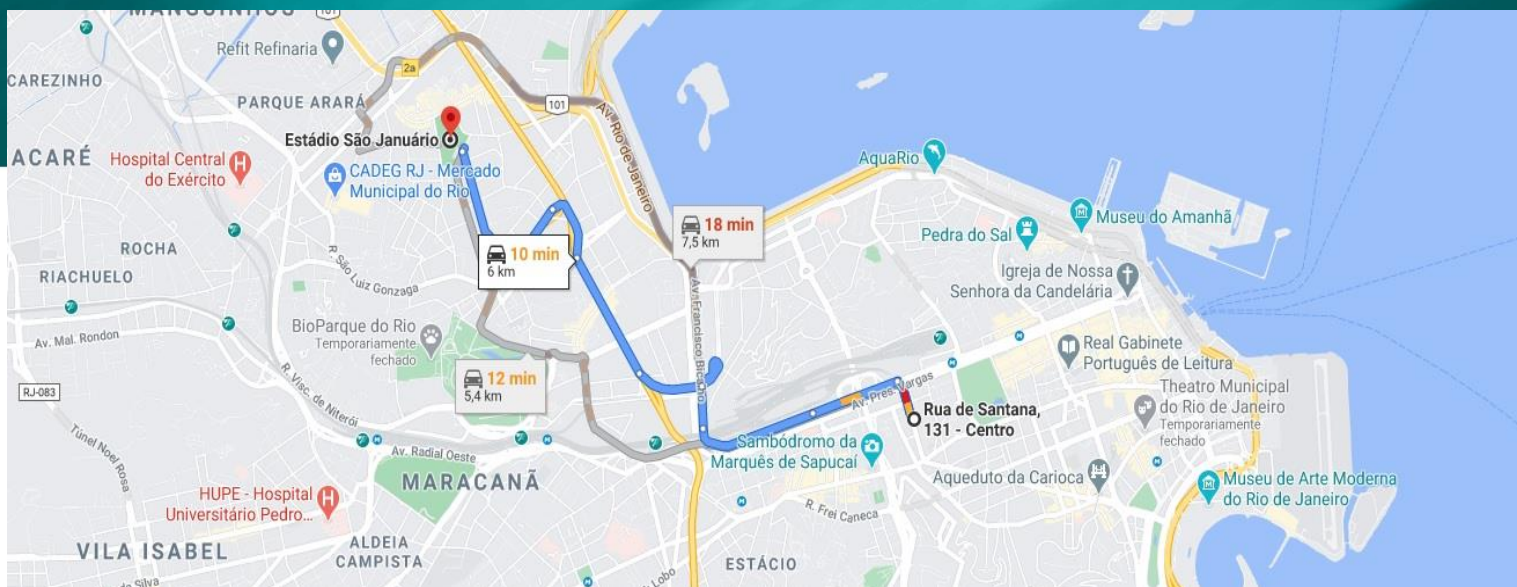 MANGUINHOS
101
Refit Refinaria
2a
CAREZINHO
PARQUE ARARÁ
101
Av. Rio de Janeiro
Estádio São Januário
ACARÉ
Hospital Central
do Exército
CADEG RJ - Mercado
Municipal do Rio
AquaRio
18 min
7,5 km
Museu do Amanhã
Pedra do Sal
ROCHA
10 min
6 km
R. São Luiz Gonzaga
RIACHUELO
Igreja de Nossa
Senhora da Candelária
Av. Francisco Bicalho
BioParque do Rio
Temporariamente
fechado
Av. Mal. Rondon
Real Gabinete
Português de Leitura
12 min
5,4 km
RJ-083
R. Visc. de Niterói
Av. Pres. Vargas
Theatro Municipal
do Rio de Janeiro
Temporariamente
fechado
Rua de Santana,
131 - Centro
Túnel Noel Rosa
Av. Radial Oeste
Sambódromo da
Marquês de Sapucaí
MARACANÃ
Aqueduto da Carioca
Museu de Arte Moderna
do Rio de Janeiro
HUPE - Hospital
Universitário Pedro...
R. Frei Caneca
VILA ISABEL
ALDEIA
CAMPISTA
ESTÁCIO
da Silva
Lobo